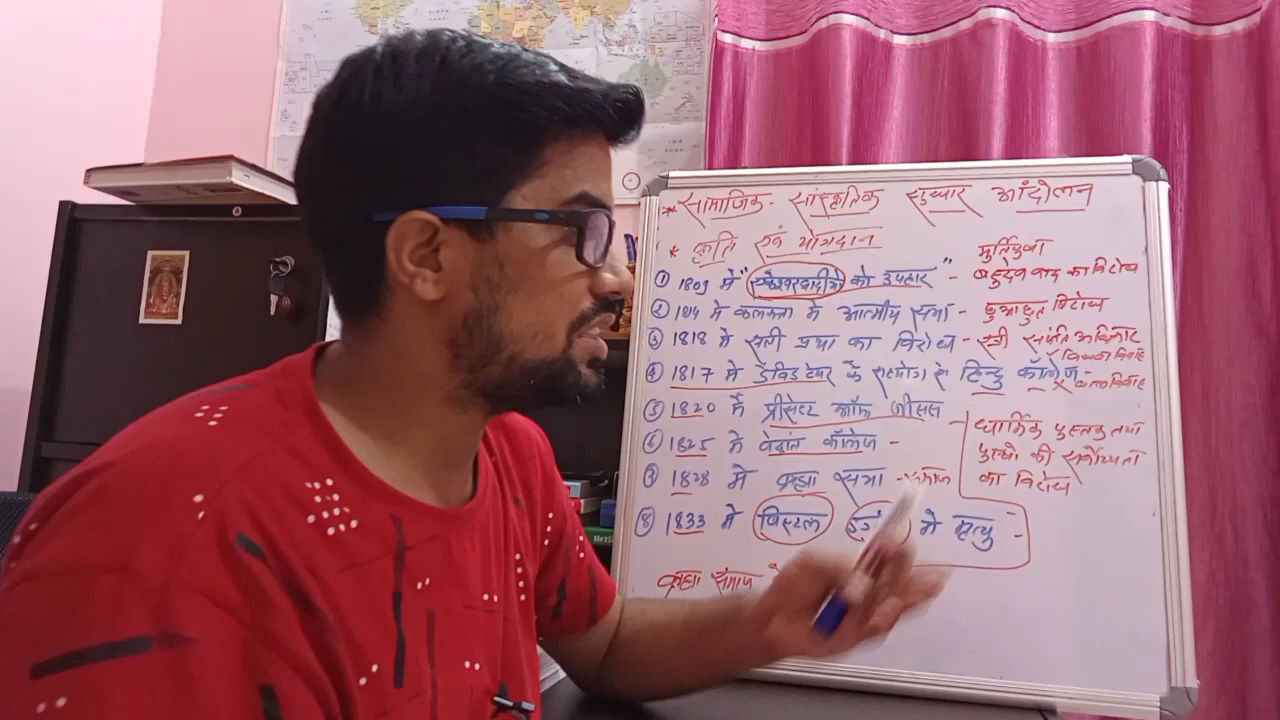 * सामाजिक - सांस्कृतिक सुधार आंदोलन
* कृति एवं योगदान
मुर्तिपुजा
① 1809 में "एकेश्वरवादीयो को उपहार" - बहुदेववाद का विरोध
② 1814 में कलकत्ता में आत्मीय सभा - छुआछुत विरोध
③ 1818 में सती प्रथा का विरोध - स्त्री संपत्ति अधिकार
विधवा विवाह
④ 1817 में डेविड हेयर के सहयोग से हिन्दु कॉलेज -
बालविवाह
⑤ 1820 में प्रीसेप्ट ऑफ जीसस
धार्मिक पुस्तक तथा
⑥ 1825 में वेदांत कॉलेज -
की सर्वोच्चता
⑦ 1828 में ब्रह्म सभा - समाज
का विरोध
⑧ 1833 में ब्रिस्टल में मृत्यु -
ब्रह्म समाज